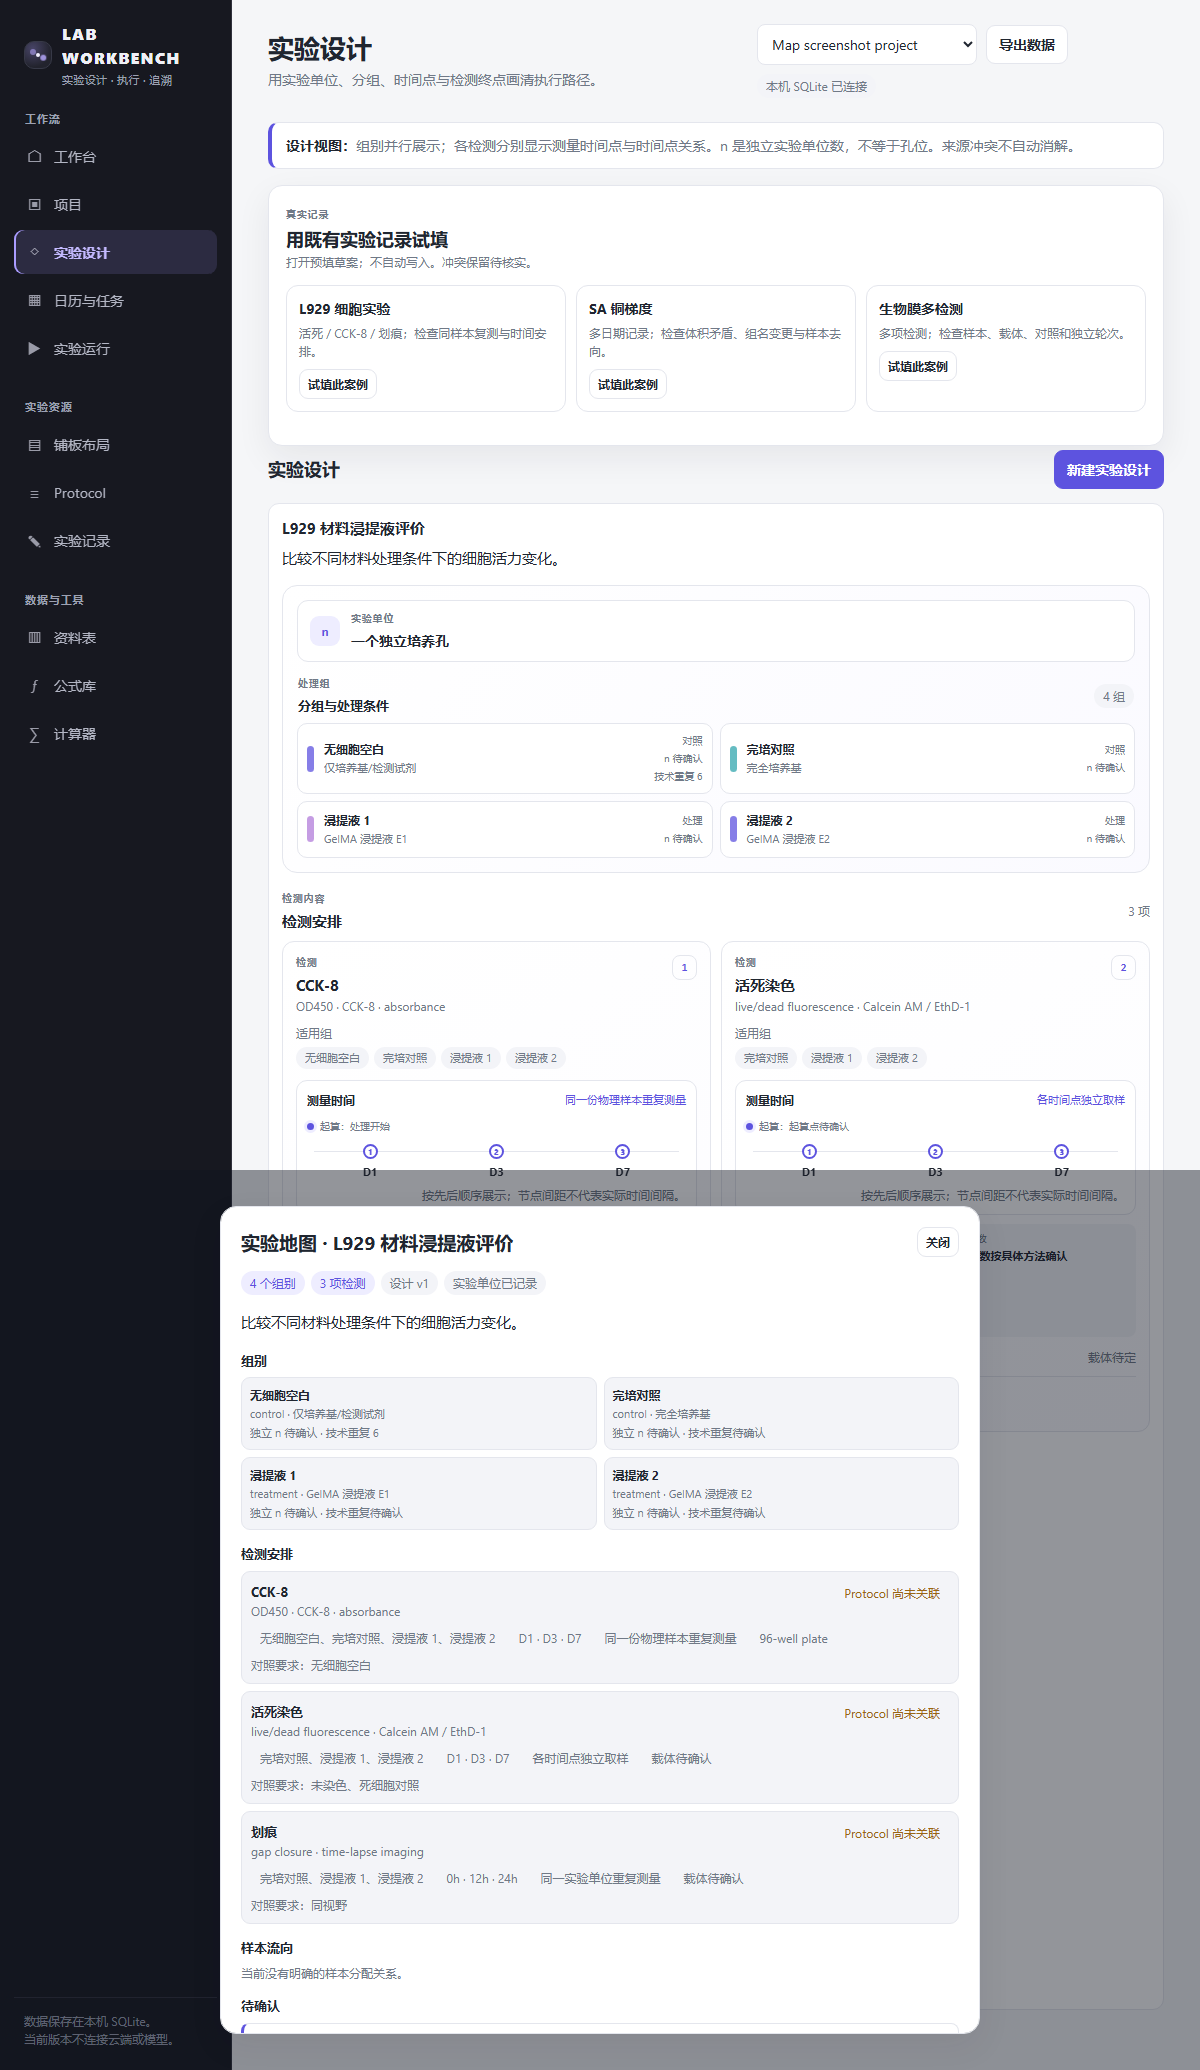 LAB
WORKBENCH
实验设计 · 执行 · 追溯
工作流
工作台
项目
实验设计
日历与任务
实验运行
实验资源
铺板布局
Protocol
实验记录
数据与工具
资料表
公式库
计算器
数据保存在本机 SQLite。
当前版本不连接云端或模型。
实验设计
用实验单位、分组、时间点与检测终点画清执行路径。
Map screenshot project
导出数据
本机 SQLite 已连接
设计视图：组别并行展示；各检测分别显示测量时间点与时间点关系。n 是独立实验单位数，不等于孔位。来源冲突不自动消解。
真实记录
用既有实验记录试填
打开预填草案；不自动写入。冲突保留待核实。
L929 细胞实验
活死 / CCK-8 / 划痕；检查同样本复测与时间安
排。
试填此案例
SA 铜梯度
多日期记录；检查体积矛盾、组名变更与样本去
向。
试填此案例
生物膜多检测
多项检测；检查样本、载体、对照和独立轮次。
试填此案例
实验设计
新建实验设计
L929 材料浸提液评价
比较不同材料处理条件下的细胞活力变化。
n
实验单位
一个独立培养孔
处理组
分组与处理条件
4 组
无细胞空白
仅培养基/检测试剂
对照
n 待确认
技术重复 6
完培对照
完全培养基
对照
n 待确认
浸提液 1
GelMA 浸提液 E1
处理
n 待确认
浸提液 2
GelMA 浸提液 E2
处理
n 待确认
检测内容
检测安排
3 项
检测
1
CCK-8
OD450 · CCK-8 · absorbance
适用组
无细胞空白 完培对照 浸提液 1 浸提液 2
测量时间
同一份物理样本重复测量
起算：处理开始
1 2 3
D1 D3 D7
按先后顺序展示；节点间距不代表实际时间间隔。
检测
2
活死染色
live/dead fluorescence · Calcein AM / EthD-1
适用组
完培对照 浸提液 1 浸提液 2
测量时间
各时间点独立取样
起算：起算点待确认
1 2 3
D1 D3 D7
按先后顺序展示；节点间距不代表实际时间间隔。
数按具体方法确认
载体待定
实验地图 · L929 材料浸提液评价
关闭
4 个组别 3 项检测 设计 v1 实验单位已记录
比较不同材料处理条件下的细胞活力变化。
组别
无细胞空白
control · 仅培养基/检测试剂
独立 n 待确认 · 技术重复 6
完培对照
control · 完全培养基
独立 n 待确认 · 技术重复待确认
浸提液 1
treatment · GelMA 浸提液 E1
独立 n 待确认 · 技术重复待确认
浸提液 2
treatment · GelMA 浸提液 E2
独立 n 待确认 · 技术重复待确认
检测安排
CCK-8
Protocol 尚未关联
OD450 · CCK-8 · absorbance
无细胞空白、完培对照、浸提液 1、浸提液 2 D1 · D3 · D7 同一份物理样本重复测量 96-well plate
对照要求：无细胞空白
活死染色
Protocol 尚未关联
live/dead fluorescence · Calcein AM / EthD-1
完培对照、浸提液 1、浸提液 2 D1 · D3 · D7 各时间点独立取样 载体待确认
对照要求：未染色、死细胞对照
划痕
Protocol 尚未关联
gap closure · time-lapse imaging
完培对照、浸提液 1、浸提液 2 0h · 12h · 24h 同一实验单位重复测量 载体待确认
对照要求：同视野
样本流向
当前没有明确的样本分配关系。
待确认